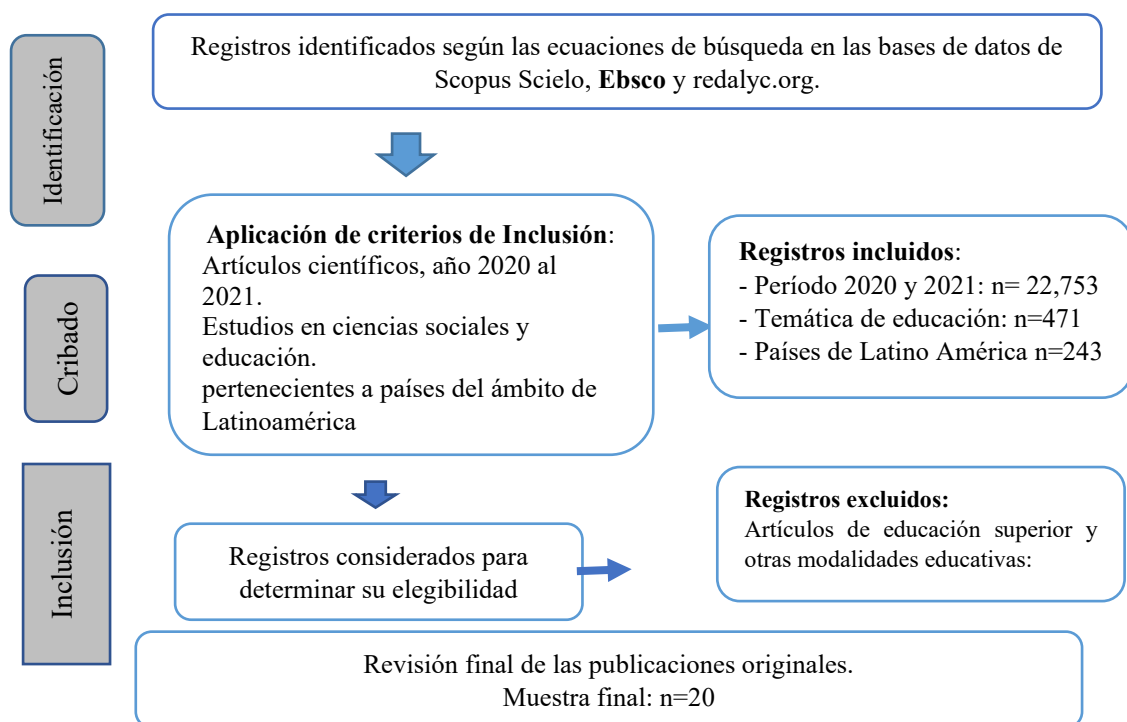 Identificación
Registros identificados según las ecuaciones de búsqueda en las bases de datos de
Scopus Scielo, Ebsco y redalyc.org.
Cribado
Aplicación de criterios de Inclusión:
Artículos científicos, año 2020 al
2021.
Estudios en ciencias sociales y
educación.
pertenecientes a países del ámbito de
Latinoamérica
Registros incluidos:
- Período 2020 y 2021: n= 22,753
- Temática de educación: n=471
- Países de Latino América n=243
Inclusión
Registros considerados para
determinar su elegibilidad
Registros excluidos:
Artículos de educación superior y
otras modalidades educativas:
Revisión final de las publicaciones originales.
Muestra final: n=20